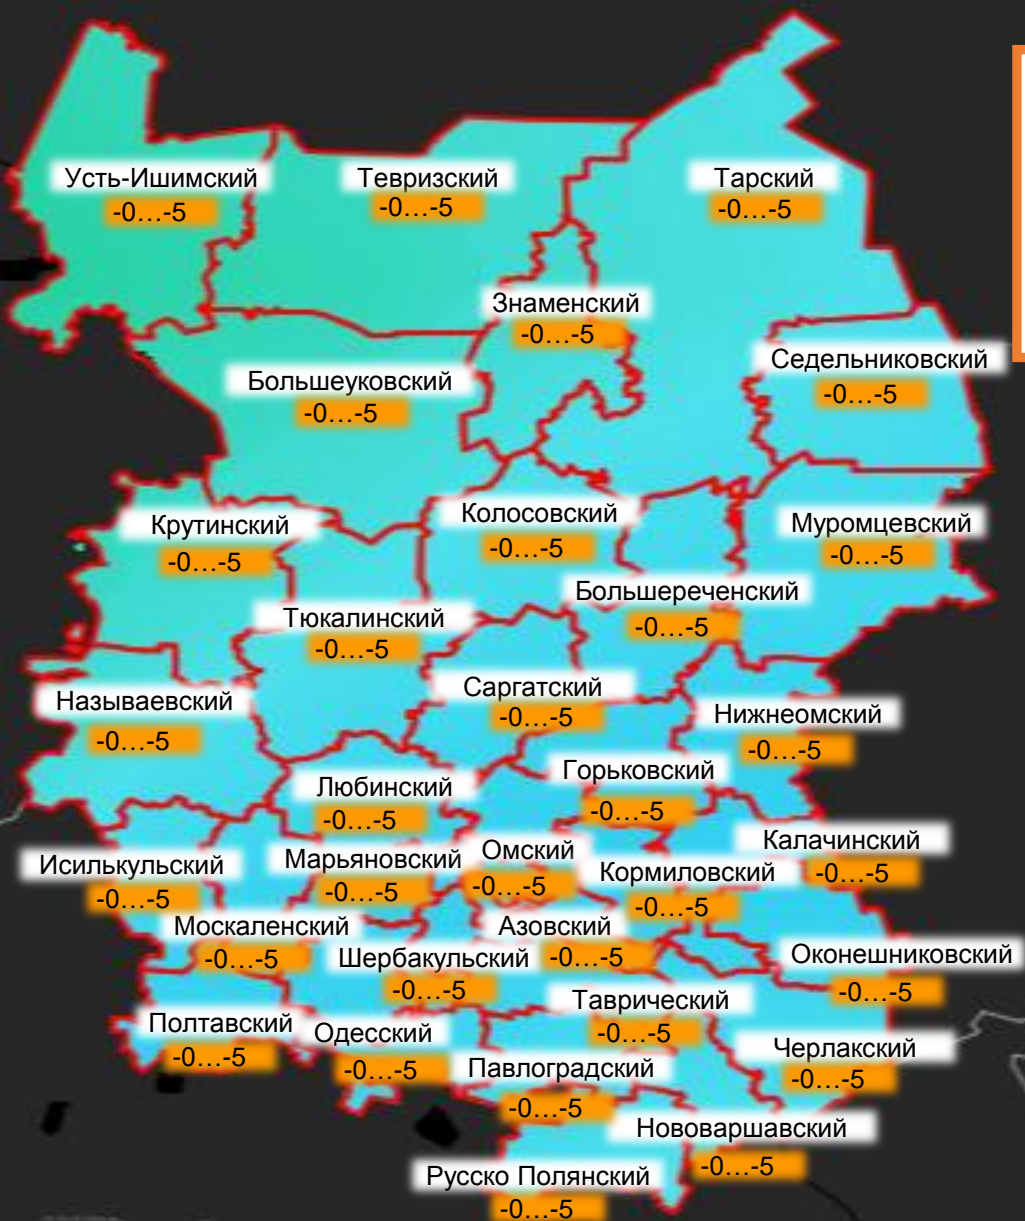 Усть-Ишимский
-0...-5
Тевризский
-0...-5
Тарский
-0...-5
Знаменский
-0...-5
Седельниковский
-0...-5
Большеуковский
-0...-5
Крутинский
-0...-5
Колосовский
-0...-5
Муромцевский
-0...-5
Большереченский
-0...-5
Тюкалинский
-0...-5
Саргатский
-0...-5
Называевский
-0...-5
Нижнеомский
-0...-5
Горьковский
-0...-5
Любинский
-0...-5
Калачинский
-0...-5
Исилькульский
-0...-5
Марьяновский
-0...-5
Омский
-0...-5
Кормиловский
-0...-5
Москаленский
-0...-5
Азовский
-0...-5
Шербакульский
-0...-5
Оконешниковский
-0...-5
Таврический
-0...-5
Полтавский
-0...-5
Одесский
-0...-5
Черлакский
-0...-5
Павлоградский
-0...-5
Нововаршавский
-0...-5
Русско Полянский
-0...-5